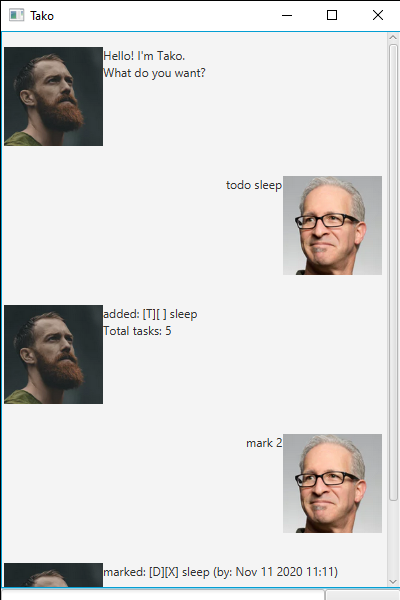 Tako
Hello! I'm Tako.
What do you want?
todo sleep
added: [T][ ] sleep
Total tasks: 5
mark 2
marked: [D][X] sleep (by: Nov 11 2020 11:11)